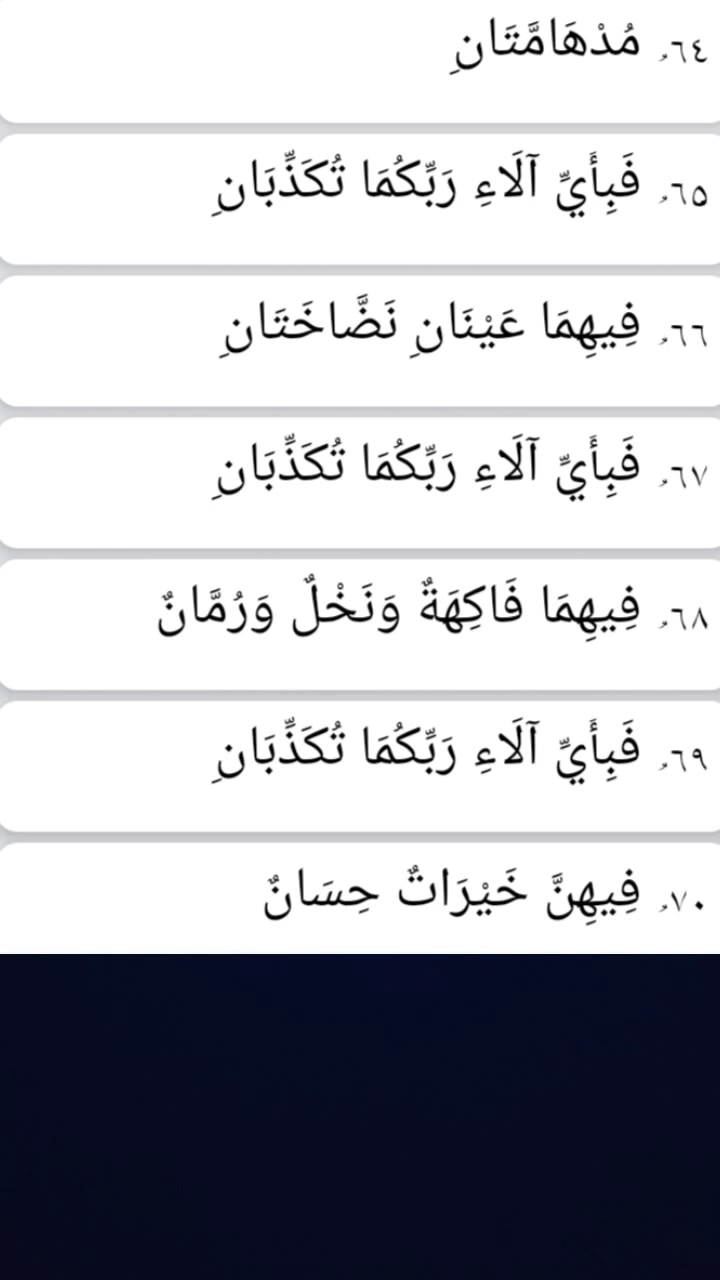 ٦٤. مُدْهَامَّتَانِ
٦٥. فَبِأَيِّ آلَاءِ رَبِّكُمَا تُكَذِّبَانِ
٦٦. فِيهِمَا عَيْنَانِ نَضَّاخَتَانِ
٦٧. فَبِأَيِّ آلَاءِ رَبِّكُمَا تُكَذِّبَانِ
٦٨. فِيهِمَا فَاكِهَةٌ وَنَخْلٌ وَرُمَّانٌ
٦٩. فَبِأَيِّ آلَاءِ رَبِّكُمَا تُكَذِّبَانِ
٧٠. فِيهِنَّ خَيْرَاتٌ حِسَانٌ